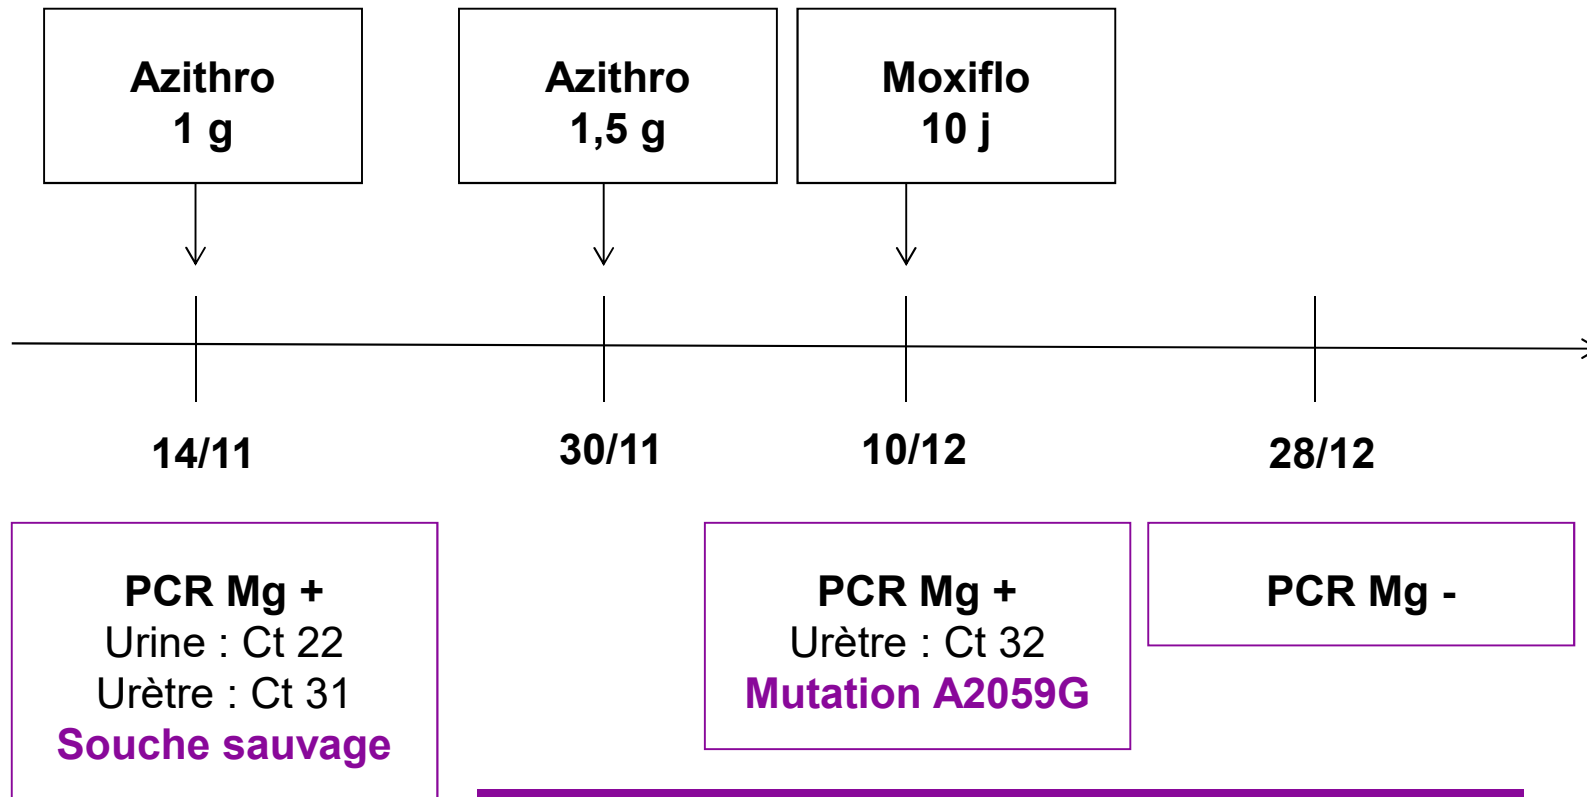 Azithro
1 g
Azithro
1,5 g
Moxiflo
10 j
14/11
30/11
10/12
28/12
PCR Mg +
Urine : Ct 22
Urètre : Ct 31
Souche sauvage
PCR Mg +
Urètre : Ct 32
Mutation A2059G
PCR Mg -